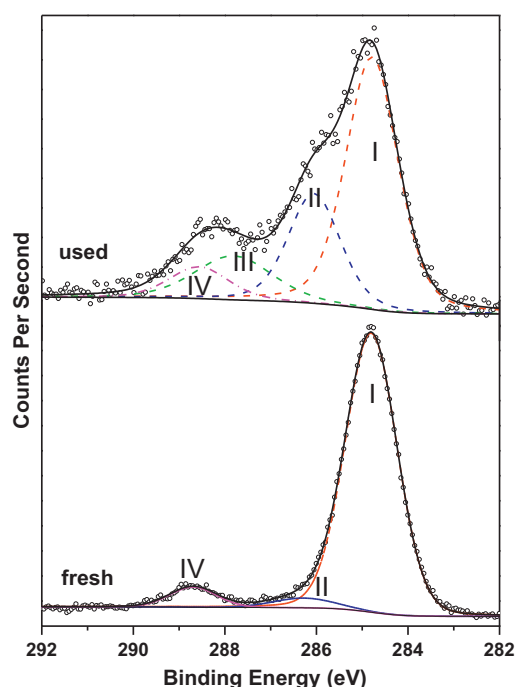 I
II
III
IV
used
I
IV
II
fresh
292 290 288 286 284 282
Binding Energy (eV)
Counts Per Second